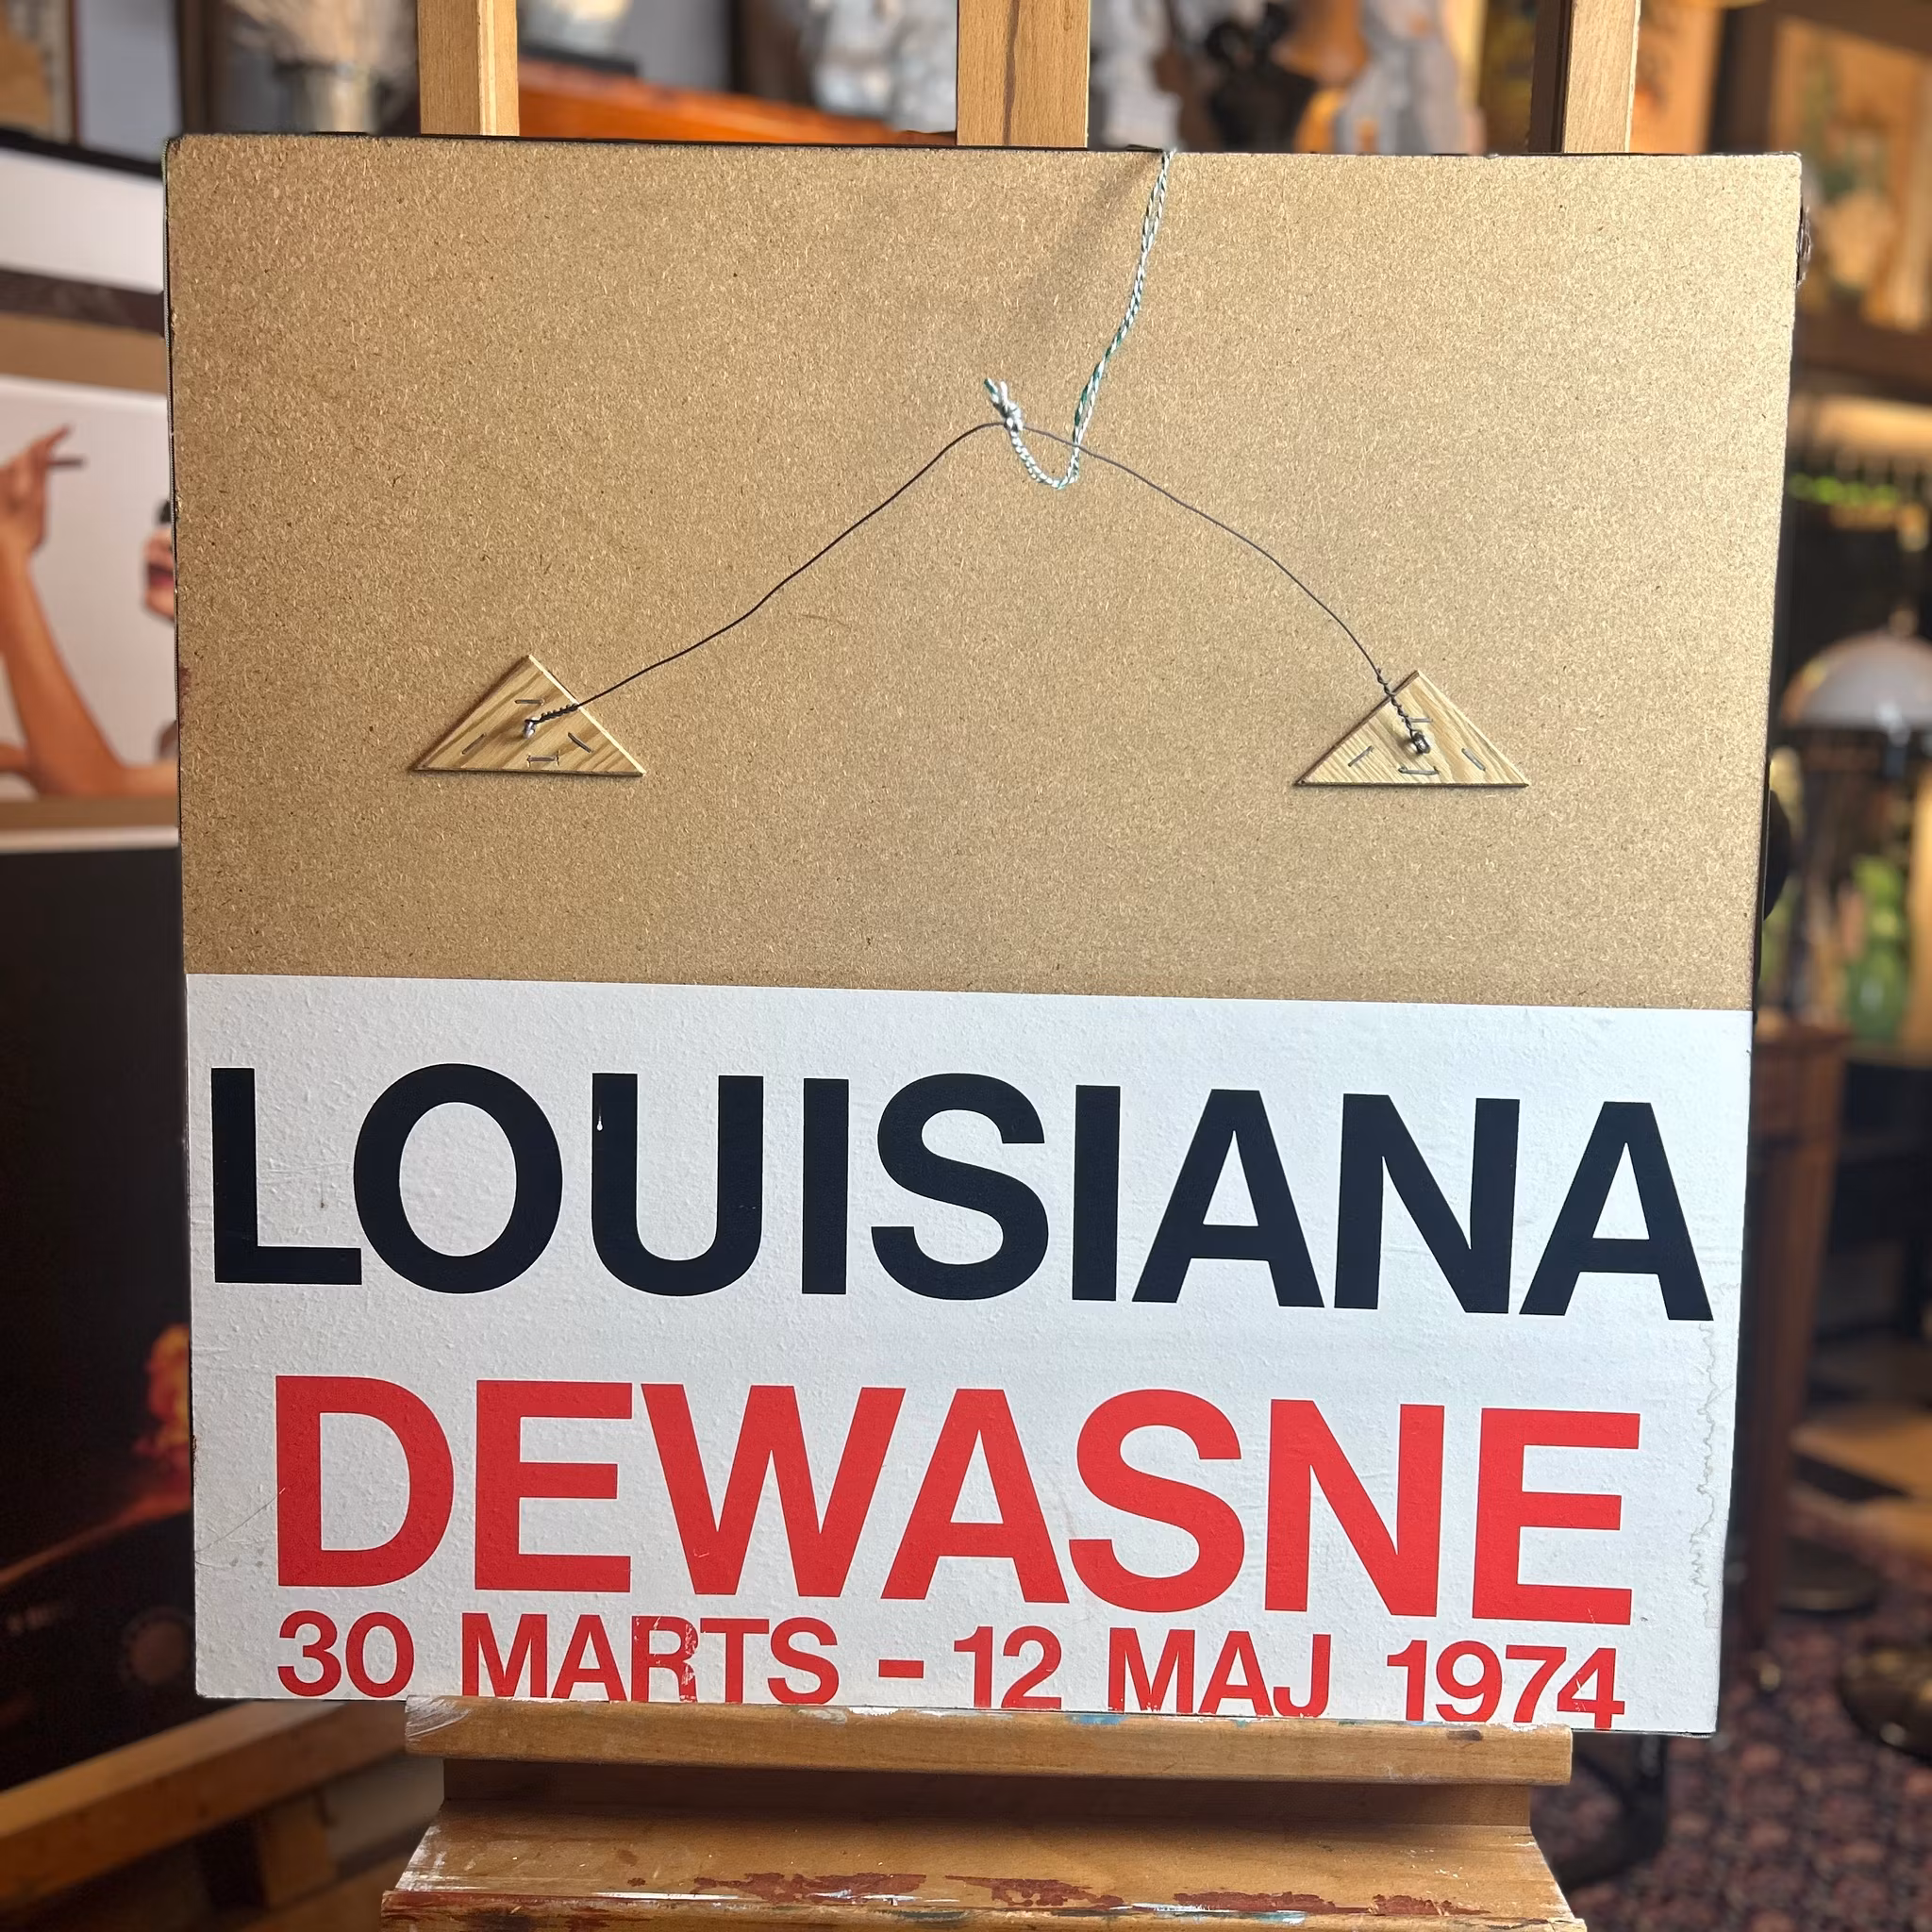 LOUISIANA
DEWASNE
30 MARTS - 12 MAJ 1974